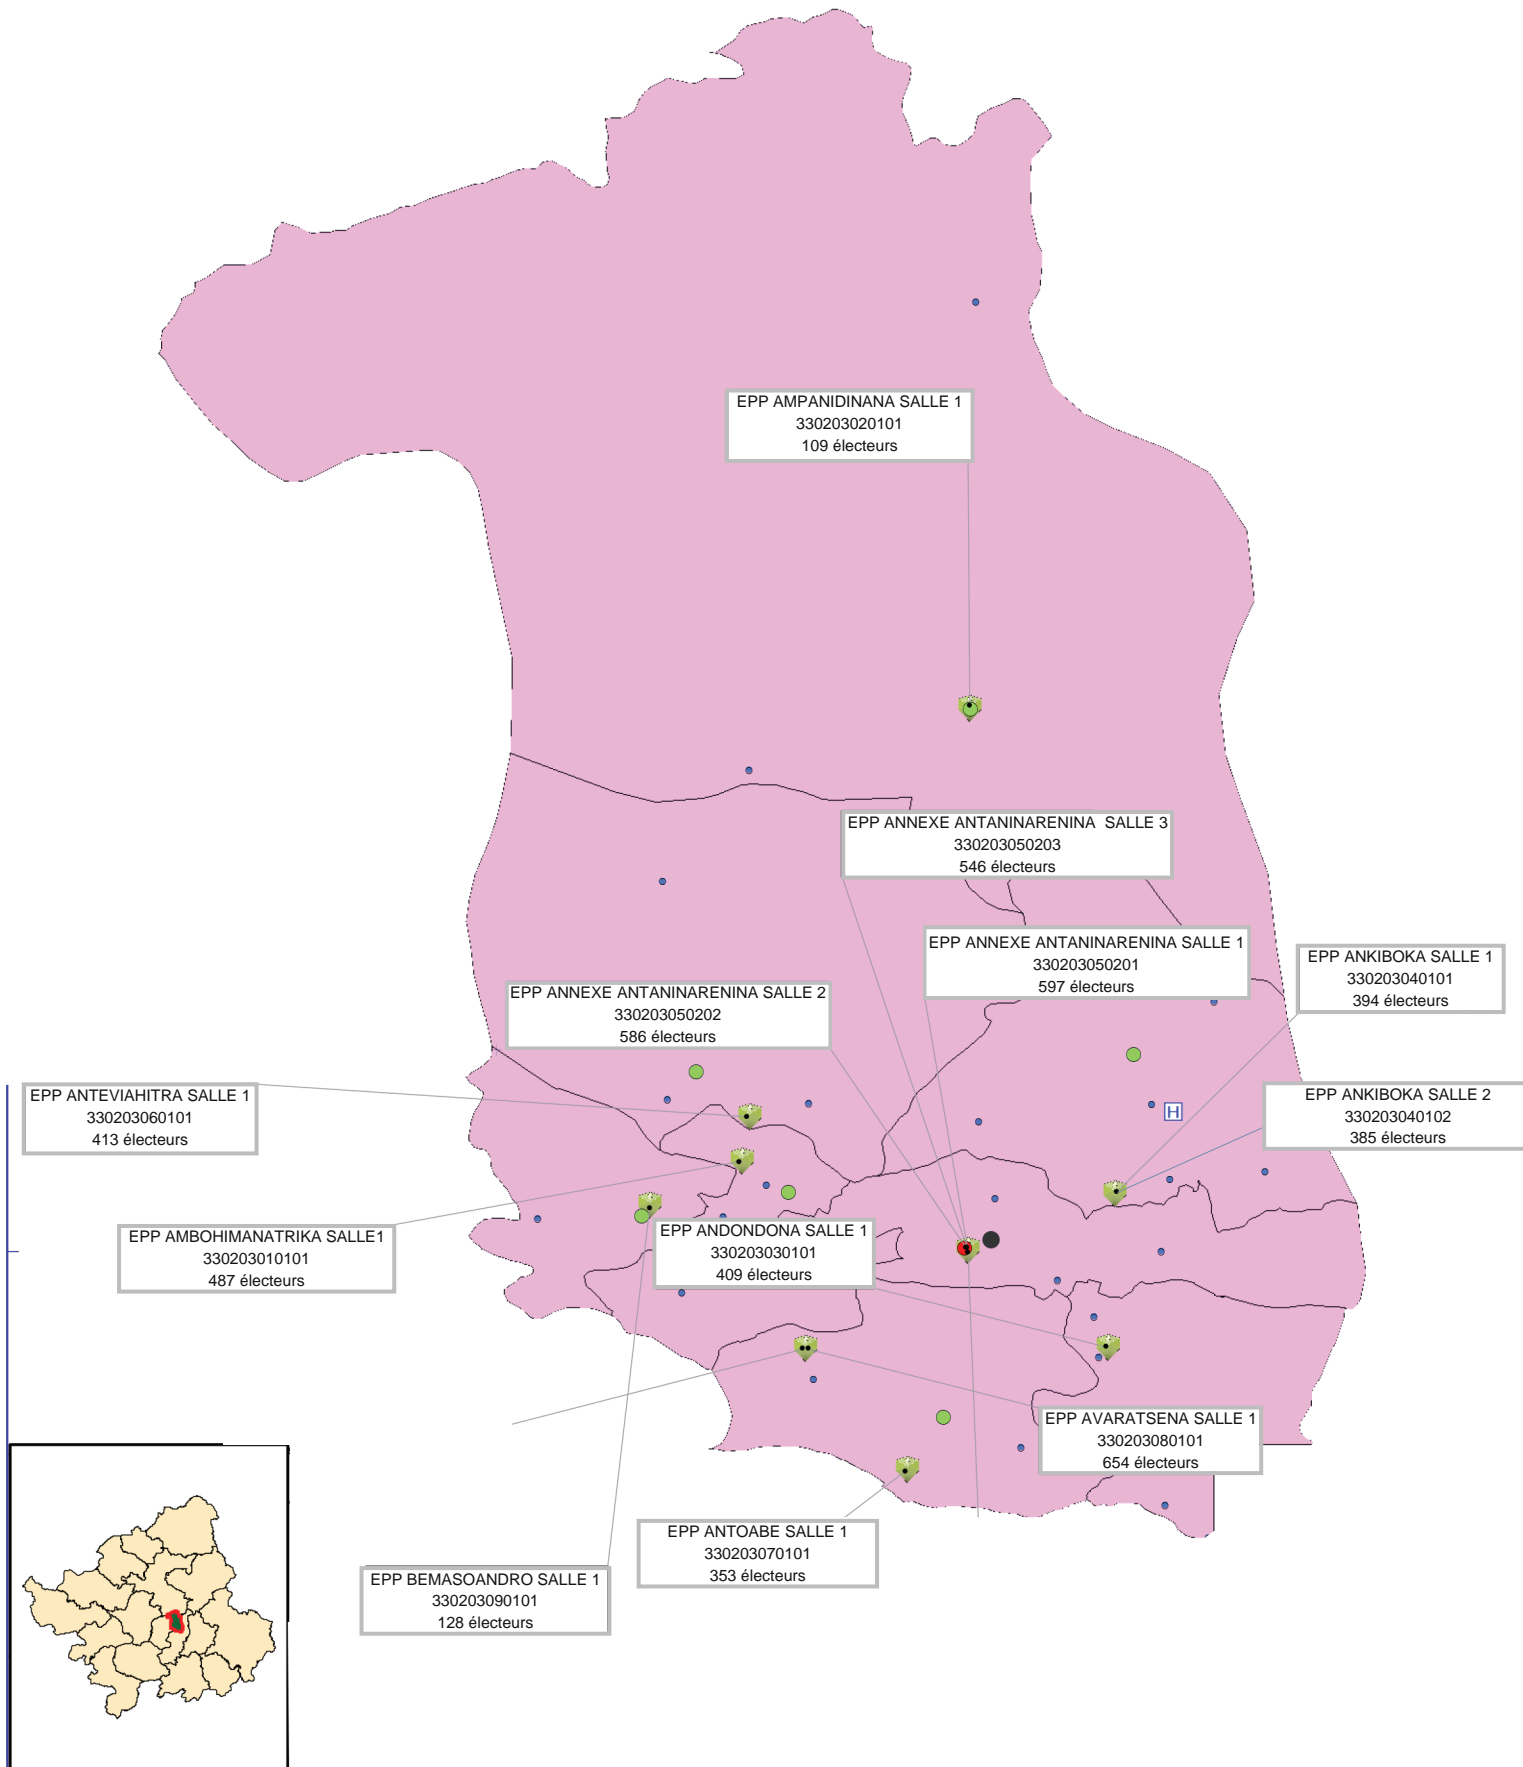 EPP AMPANIDINANA SALLE 1
330203020101
109 électeurs
EPP ANNEXE ANTANINARENINA  SALLE 3
330203050203
546 électeurs
EPP ANNEXE ANTANINARENINA SALLE 1
330203050201
597 électeurs
EPP ANKIBOKA SALLE 1
330203040101
394 électeurs
EPP ANNEXE ANTANINARENINA SALLE 2
330203050202
586 électeurs
EPP ANTEVIAHITRA SALLE 1
330203060101
413 électeurs
EPP ANKIBOKA SALLE 2
330203040102
385 électeurs
H
EPP AMBOHIMANATRIKA SALLE1
330203010101
487 électeurs
EPP ANDONDONA SALLE 1
330203030101
409 électeurs
EPP AVARATSENA SALLE 1
330203080101
654 électeurs
EPP ANTOABE SALLE 1
330203070101
353 électeurs
EPP BEMASOANDRO SALLE 1
330203090101
128 électeurs